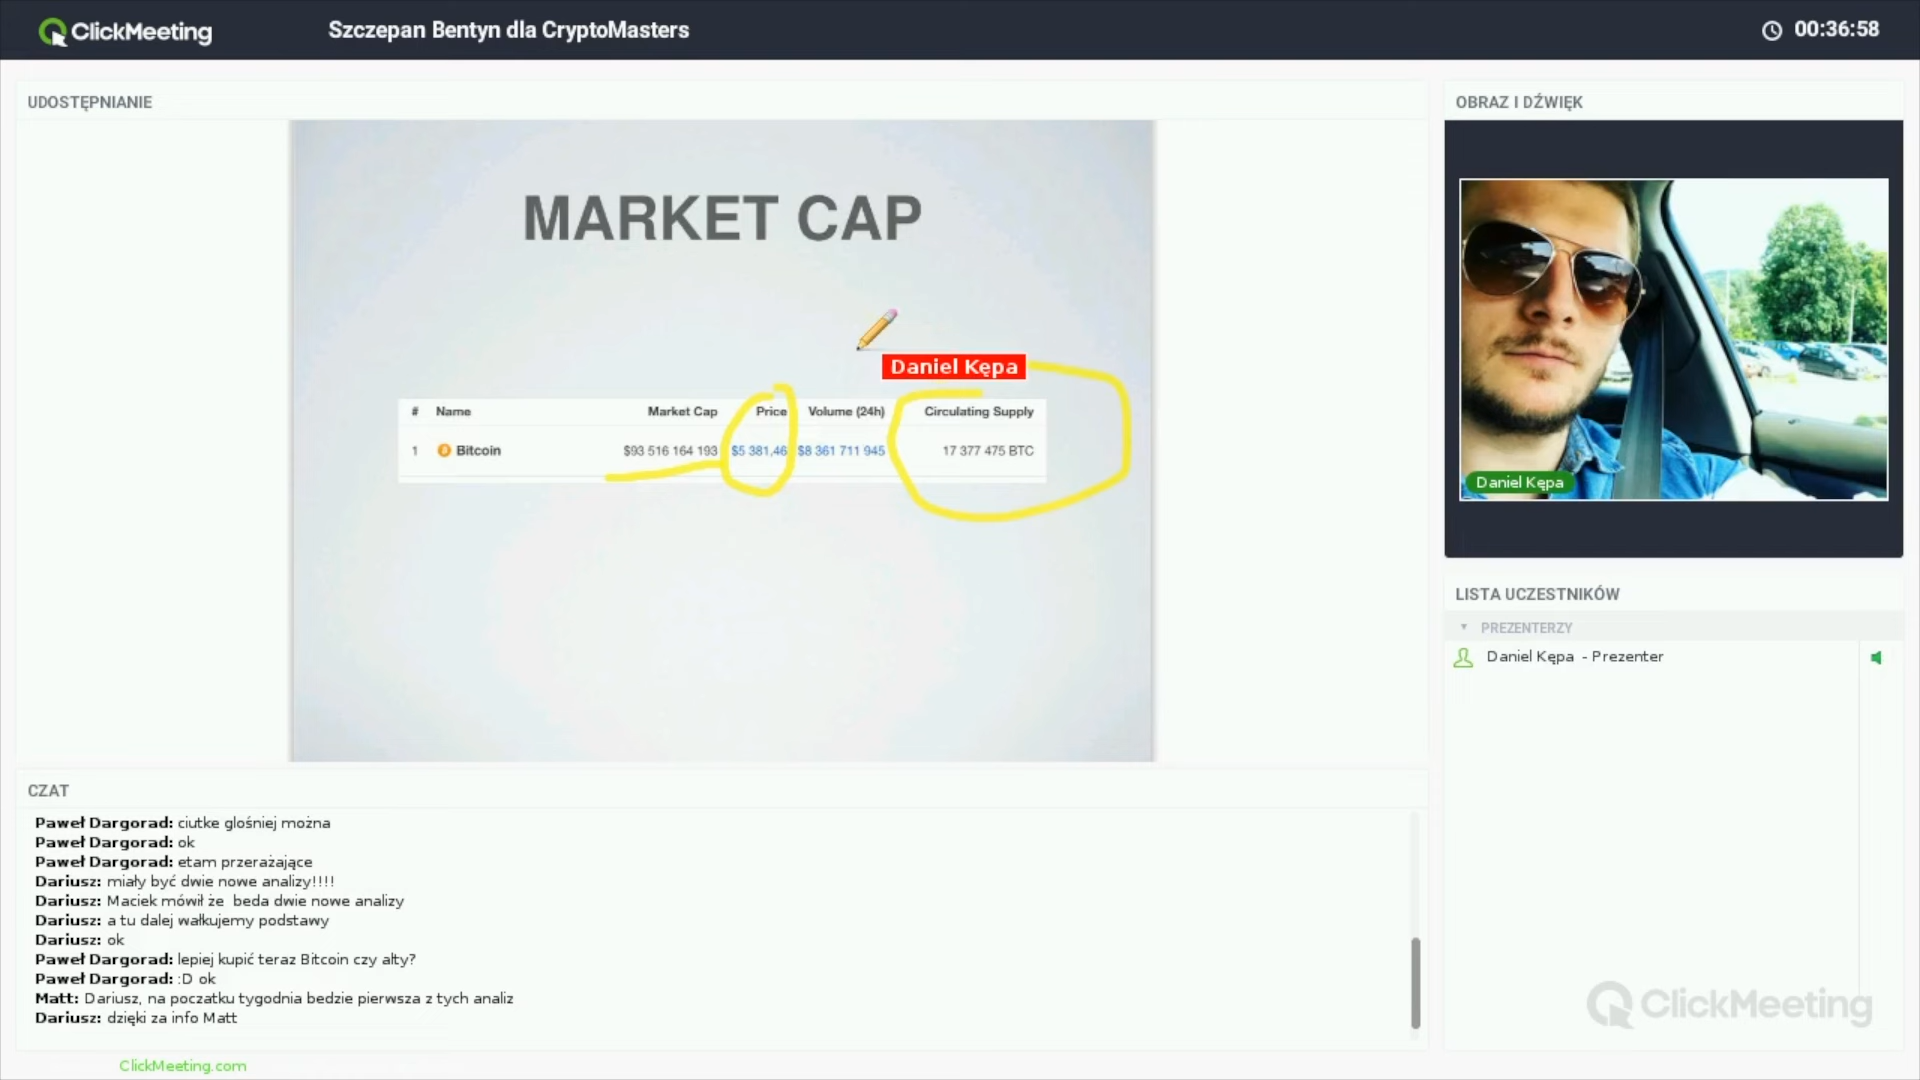 ClickMeeting
Szczepan Bentyn dla CryptoMasters
00:36:58
UDOSTĘPNIANIE
MARKET CAP
Daniel Kępa
# Name Market Cap Price Volume (24h) Circulating Supply
1 Bitcoin $93 516 164 193 $5 381,46 $8 361 711 945 17 377 475 BTC
OBRAZ I DŹWIĘK
Daniel Kępa
LISTA UCZESTNIKÓW
PREZENTERZY
Daniel Kępa - Prezenter
CZAT
Paweł Dargorad: ciutke glośniej można
Paweł Dargorad: ok
Paweł Dargorad: etam przerażające
Dariusz: miały być dwie nowe analizy!!!!
Dariusz: Maciek mówił że beda dwie nowe analizy
Dariusz: a tu dalej wałkujemy podstawy
Dariusz: ok
Paweł Dargorad: lepiej kupić teraz Bitcoin czy ałty?
Paweł Dargorad: :D ok
Matt: Dariusz, na poczatku tygodnia bedzie pierwsza z tych analiz
Dariusz: dzięki za info Matt
ClickMeeting
ClickMeeting.com